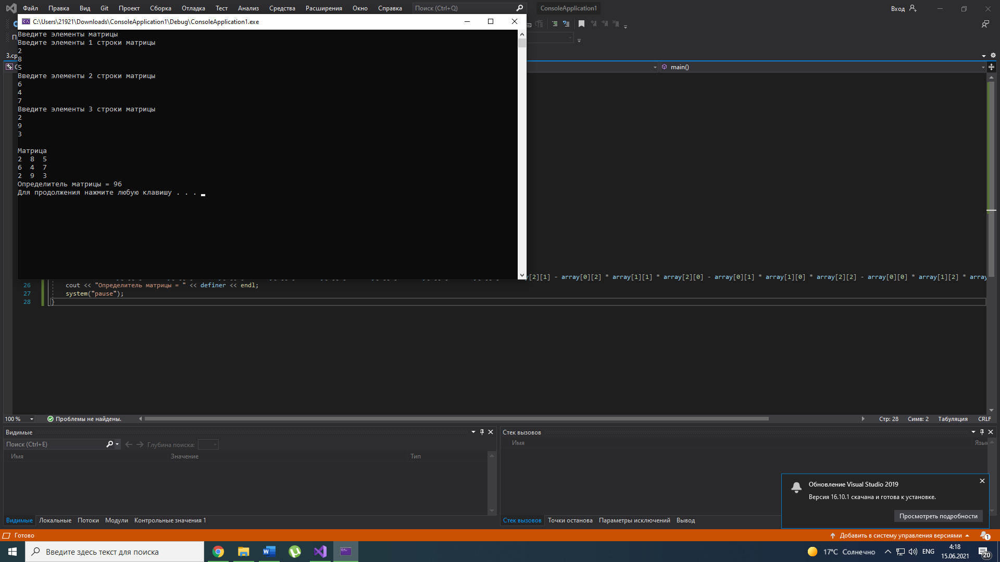 Файл Правка Вид Git Проект Сборка Отладка Тест Анализ Средства Расширения Окно Справка Поиск (Ctrl+Q) ConsoleApplication1 Вход
C:\Users\21921\Downloads\ConsoleApplication1\Debug\ConsoleApplication1.exe
Введите элементы матрицы
Введите элементы 1 строки матрицы
2
8
5
Введите элементы 2 строки матрицы
6
4
7
Введите элементы 3 строки матрицы
2
9
3
Матрица
2 8 5
6 4 7
2 9 3
Определитель матрицы = 96
Для продолжения нажмите любую клавишу . . .
3.cp
main()
y[2][1] - array[0][2] * array[1][1] * array[2][0] - array[0][1] * array[1][0] * array[2][2] - array[0][0] * array[1][2] * array
26 cout << "Определитель матрицы = " << definer << endl;
27 system("pause");
28 }
100 % Проблемы не найдены. Стр: 28 Симв: 2 Табуляция CRLF
Видимые
Поиск (Ctrl+E) Глубина поиска:
Имя Значение Тип
Видимые Локальные Потоки Модули Контрольные значения 1
Стек вызовов
Имя Язык
Стек вызовов Точки останова Параметры исключений Вывод
Обновление Visual Studio 2019
Версия 16.10.1 скачана и готова к установке.
Просмотреть подробности
Готово Добавить в систему управления версиями 1
Введите здесь текст для поиска
17°C Солнечно ENG 4:18
15.06.2021 20